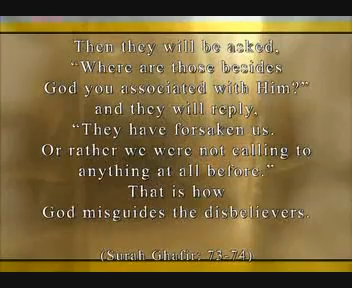 Then they will be asked,
“Where are those besides
God you associated with Him?”
and they will reply,
“They have forsaken us.
Or rather we were not calling to
anything at all before.”
That is how
God misguides the disbelievers.
(Surah Ghafir: 73-74)